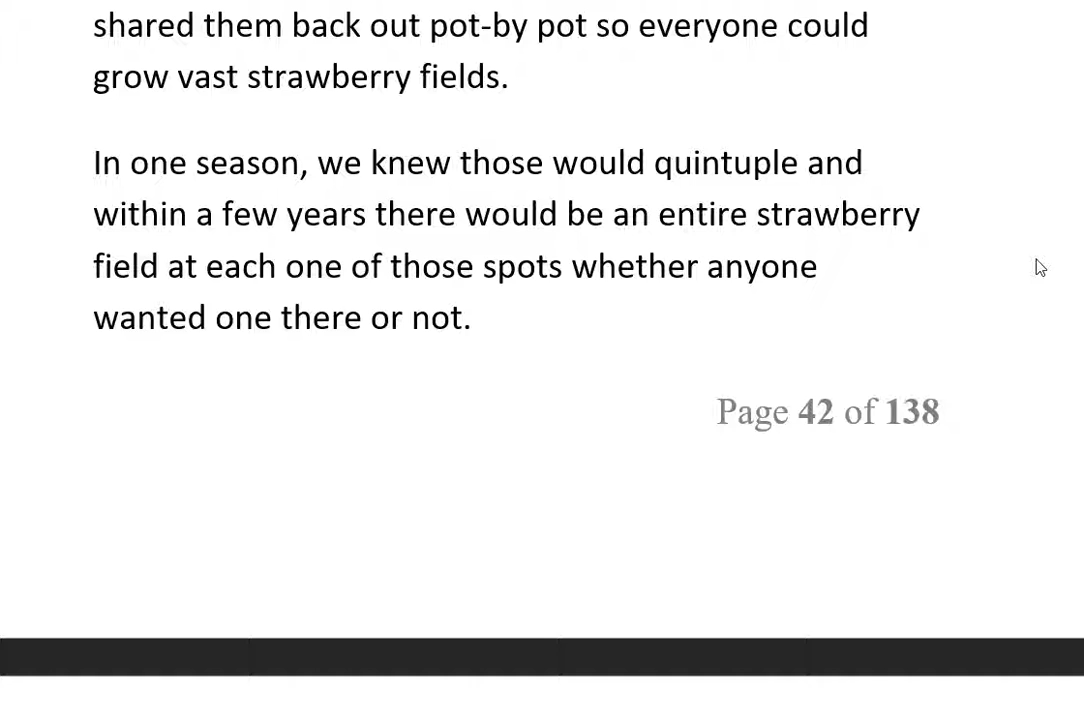 shared them back out pot-by pot so everyone could
grow vast strawberry fields.
In one season, we knew those would quintuple and
within a few years there would be an entire strawberry
field at each one of those spots whether anyone
wanted one there or not.
Page 42 of 138